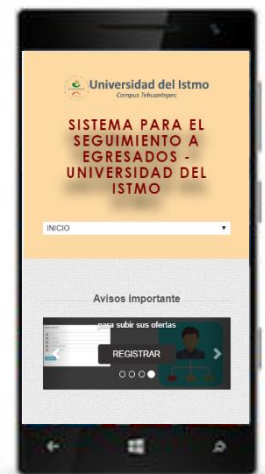 Universidad del Istmo
Campus Tehuantepec
SISTEMA PARA EL
SEGUIMIENTO A
EGRESADOS -
UNIVERSIDAD DEL
ISTMO
INICIO
Avisos importante
para subir sus ofertas
REGISTRAR